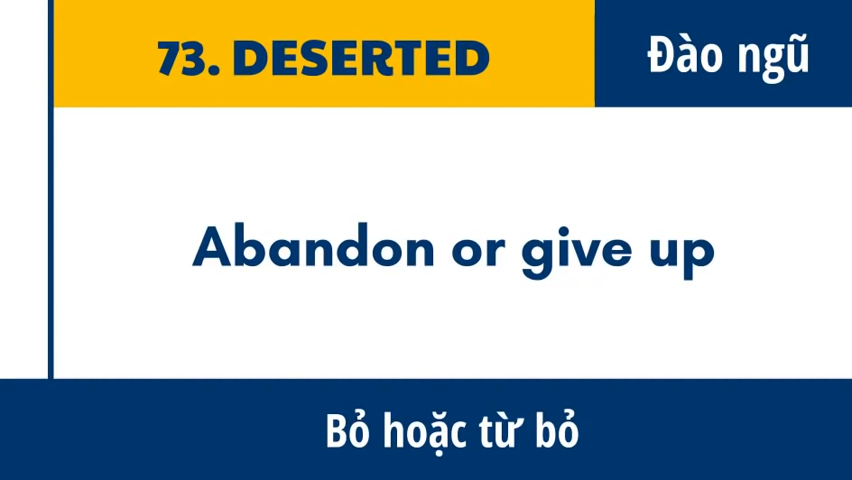 73. DESERTED
Đào ngũ
Abandon or give up
Bỏ hoặc từ bỏ